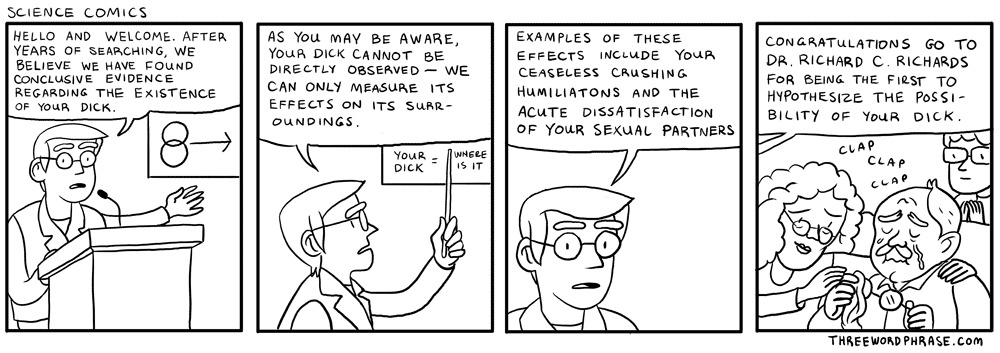 SCIENCE COMICS
HELLO AND WELCOME. AFTER
YEARS OF SEARCHING, WE
BELIEVE WE HAVE FOUND
CONCLUSIVE EVIDENCE
REGARDING THE EXISTENCE
OF YOUR DICK.
AS YOU MAY BE AWARE,
YOUR DICK CANNOT BE
DIRECTLY OBSERVED — WE
CAN ONLY MEASURE ITS
EFFECTS ON ITS SURR-
OUNDINGS.
YOUR
DICK = WHERE
IS IT
EXAMPLES OF THESE
EFFECTS INCLUDE YOUR
CEASELESS CRUSHING
HUMILIATONS AND THE
ACUTE DISSATISFACTION
OF YOUR SEXUAL PARTNERS
CONGRATULATIONS GO TO
DR. RICHARD C. RICHARDS
FOR BEING THE FIRST TO
HYPOTHESIZE THE POSSI-
BILITY OF YOUR DICK.
CLAP
CLAP
CLAP
THREEWORDPHRASE.COM